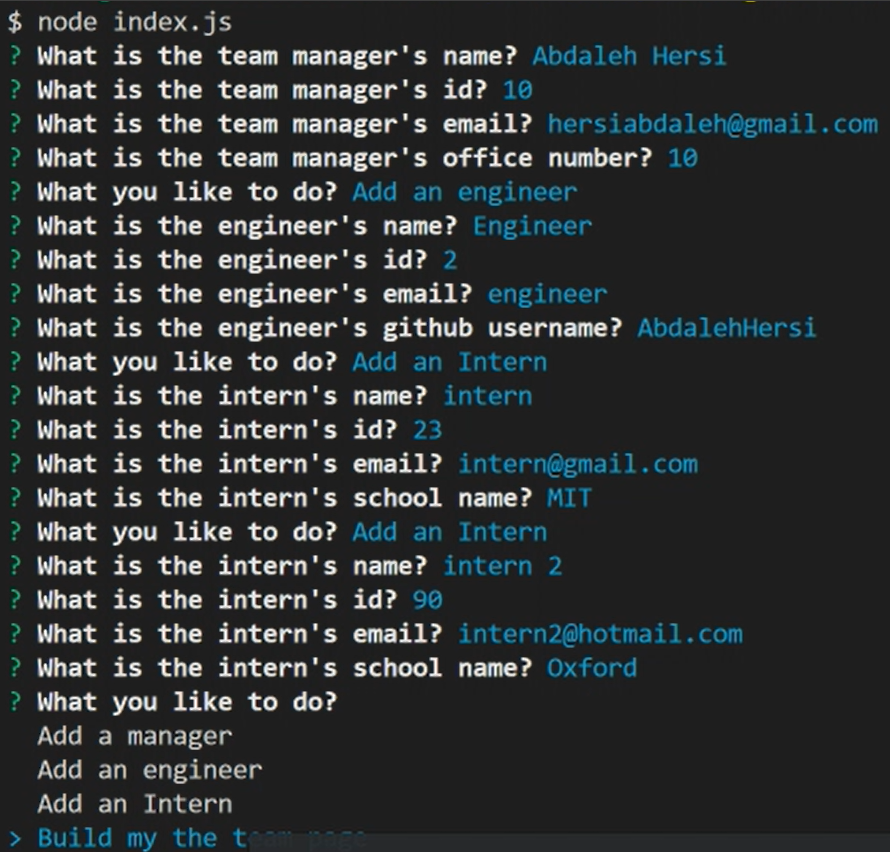 $ node index.js
? What is the team manager's name? Abdaleh Hersi
? What is the team manager's id? 10
? What is the team manager's email? hersiabdaleh@gmail.com
? What is the team manager's office number? 10
? What you like to do? Add an engineer
? What is the engineer's name? Engineer
? What is the engineer's id? 2
? What is the engineer's email? engineer
? What is the engineer's github username? AbdalehHersi
? What you like to do? Add an Intern
? What is the intern's name? intern
? What is the intern's id? 23
? What is the intern's email? intern@gmail.com
? What is the intern's school name? MIT
? What you like to do? Add an Intern
? What is the intern's name? intern 2
? What is the intern's id? 90
? What is the intern's email? intern2@hotmail.com
? What is the intern's school name? Oxford
? What you like to do?
Add a manager
Add an engineer
Add an Intern
> Build my the team page